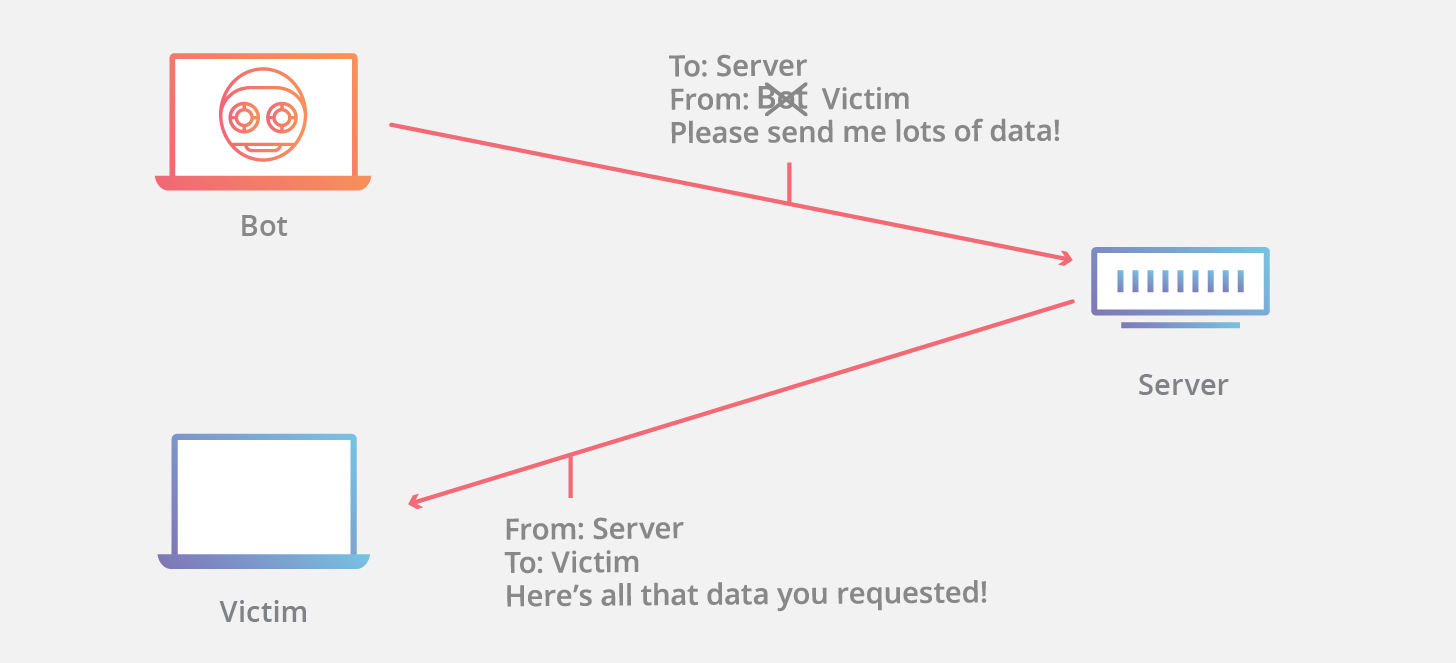 To: Server
From: Bot Victim
Please send me lots of data!
Bot
Server
From: Server
To: Victim
Here's all that data you requested!
Victim